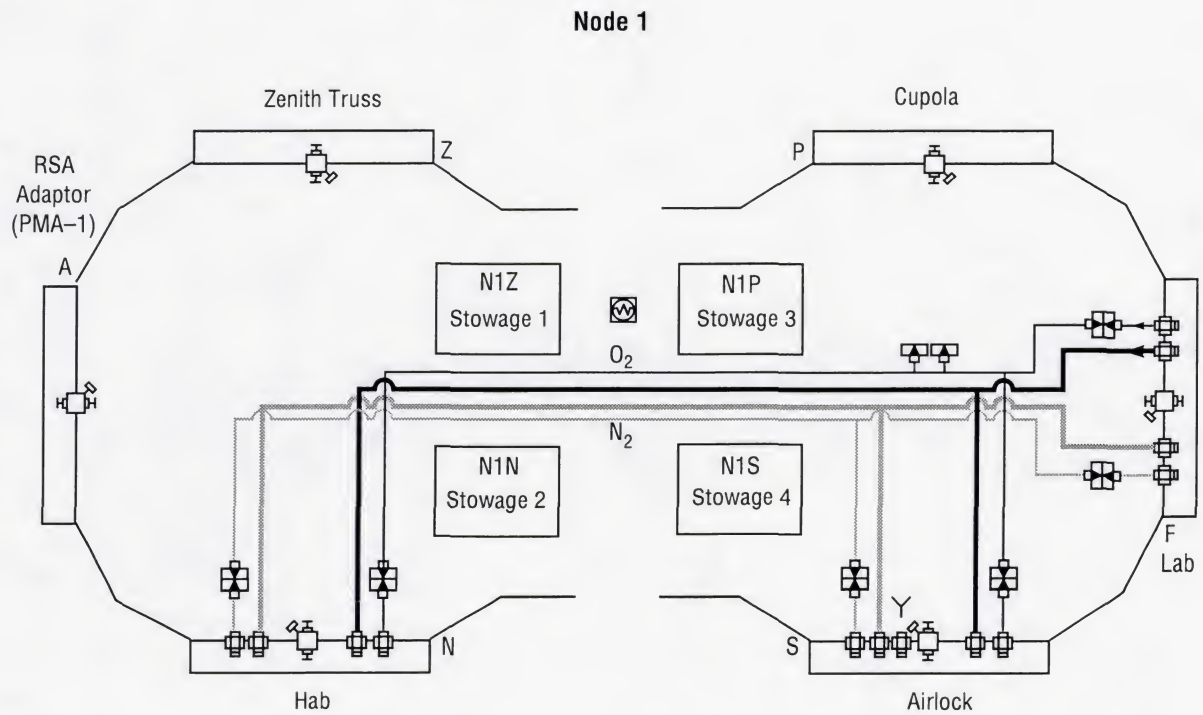 Node 1
Zenith Truss
Cupola
Z
P
RSA
Adaptor
(PMA–1)
A
N1Z
Stowage 1
N1P
Stowage 3
O2
N2
N1N
Stowage 2
N1S
Stowage 4
F
Lab
N
S
Hab
Airlock